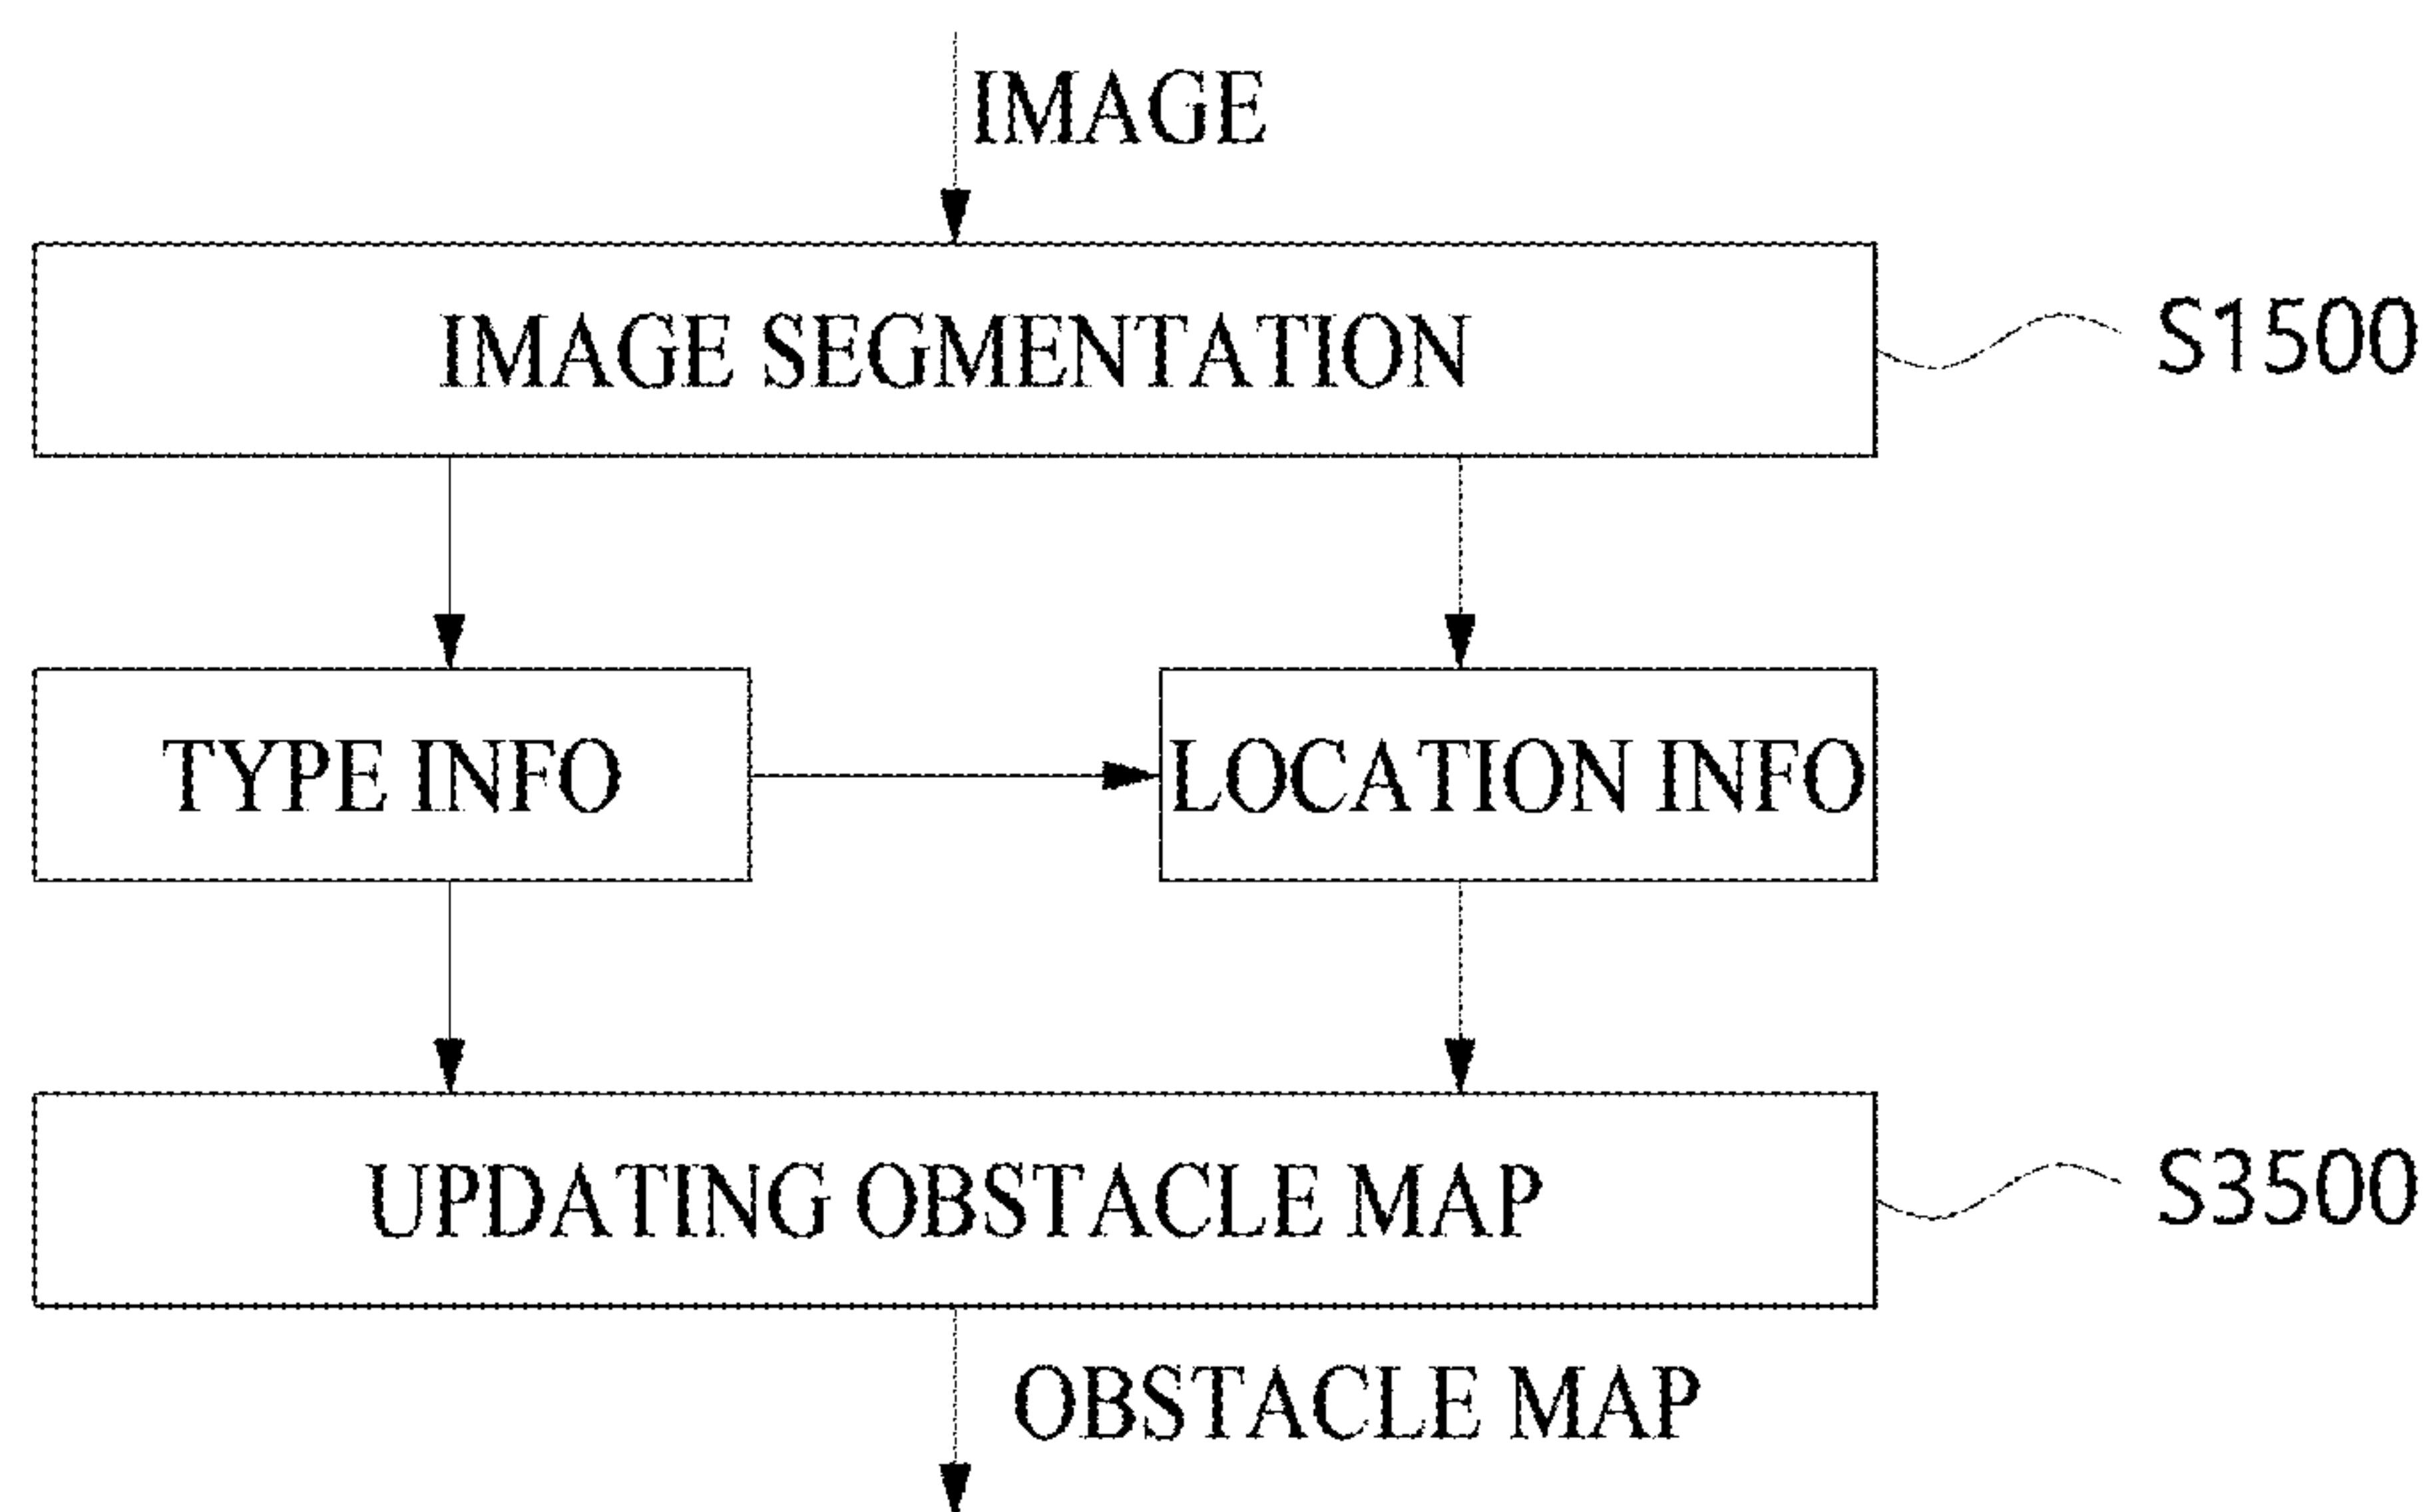 IMAGE
IMAGE SEGMENTATION
S1500
TYPE INFO
LOCATION INFO
UPDATING OBSTACLE MAP
S3500
OBSTACLE MAP